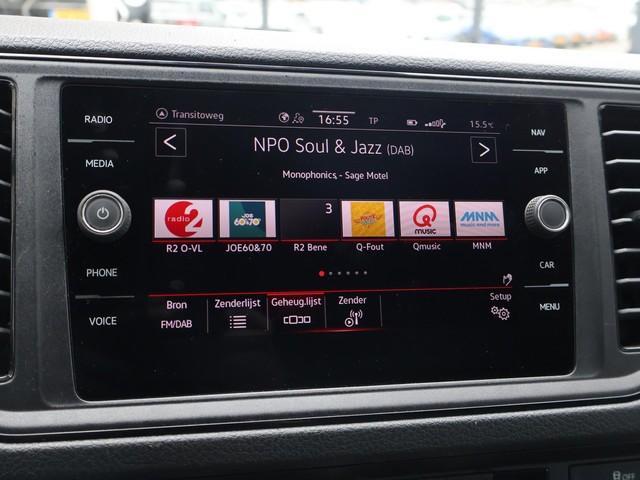 RADIO
MEDIA
PHONE
VOICE
Transitoweg
16:55
TP
15.5°C
NPO Soul & Jazz (DAB)
Monophonics, - Sage Motel
radio 2
JOE
60&70
3
Q
MUSIC
MNM
music and more
R2 O-VL
JOE60&70
R2 Bene
Q-Fout
Qmusic
MNM
Bron
FM/DAB
Zenderlijst
Geheug.lijst
Zender
Setup
NAV
APP
CAR
MENU
OFF